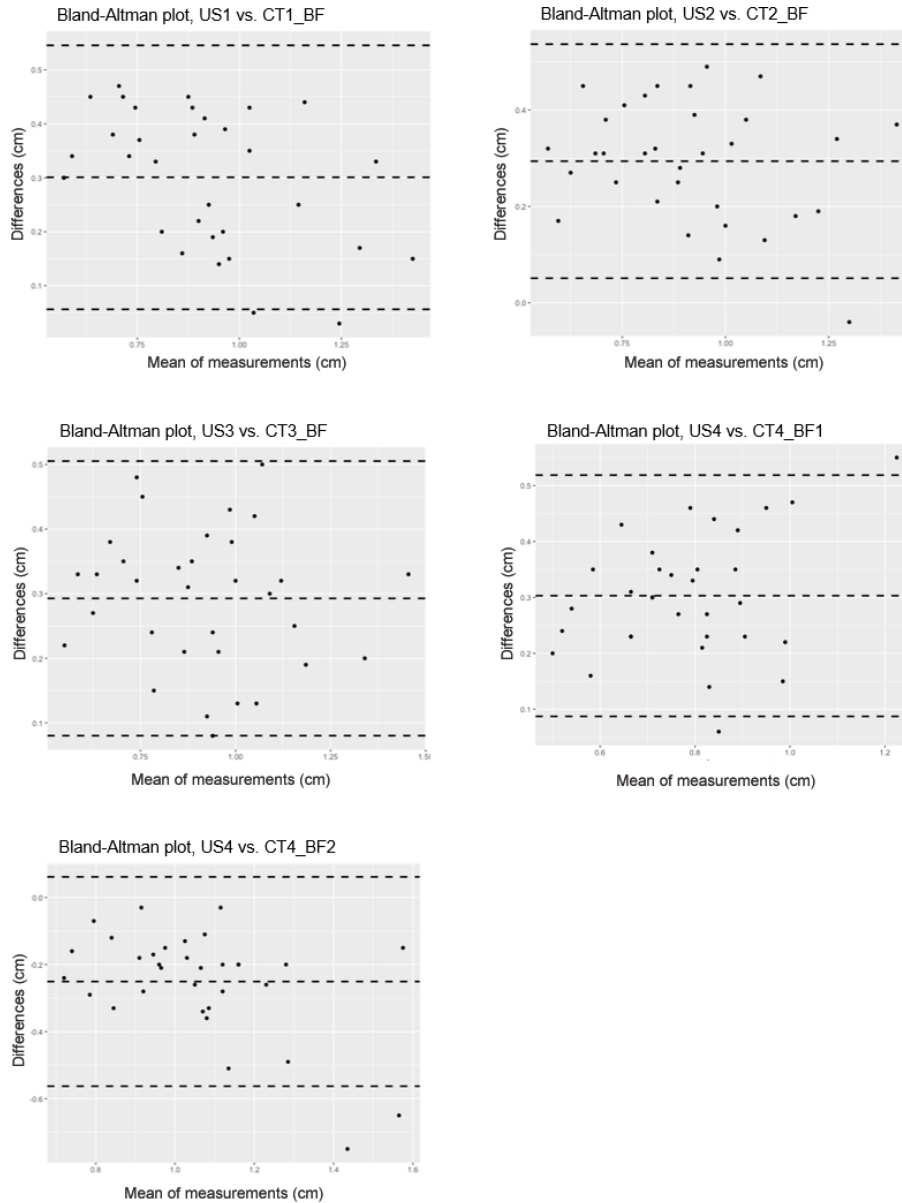 Bland-Altman plot, US1 vs. CT1_BF
Differences (cm)
0.5
0.4
0.3
0.2
0.1
0.75
1.00
1.25
Mean of measurements (cm)
Bland-Altman plot, US2 vs. CT2_BF
Differences (cm)
0.4
0.2
0.0
0.75
1.00
1.25
Mean of measurements (cm)
Bland-Altman plot, US3 vs. CT3_BF
Differences (cm)
0.5
0.4
0.3
0.2
0.1
0.75
1.00
1.25
1.50
Mean of measurements (cm)
Bland-Altman plot, US4 vs. CT4_BF1
Differences (cm)
0.5
0.4
0.3
0.2
0.1
0.6
0.8
1.0
1.2
Mean of measurements (cm)
Bland-Altman plot, US4 vs. CT4_BF2
Differences (cm)
0.0
-0.2
-0.4
-0.6
0.8
1.0
1.2
1.4
1.6
Mean of measurements (cm)